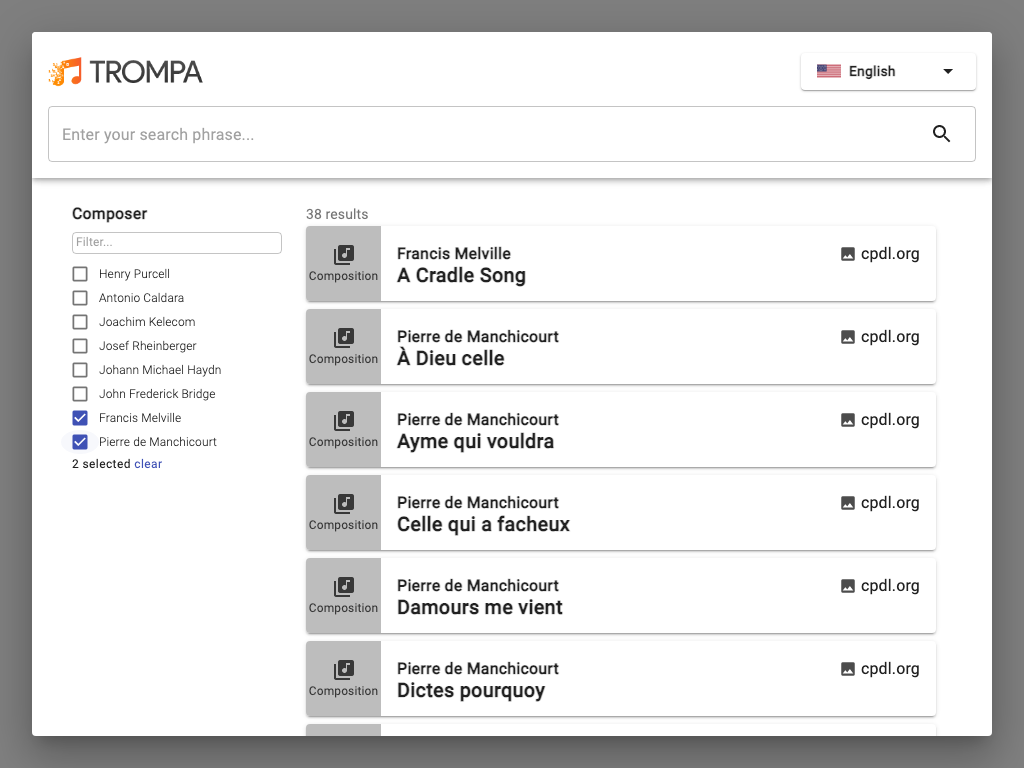 TROMPA
English
Enter your search phrase...
Composer
Filter...
Henry Purcell
Antonio Caldara
Joachim Kelecom
Josef Rheinberger
Johann Michael Haydn
John Frederick Bridge
Francis Melville
Pierre de Manchicourt
2 selected clear
38 results
Composition
Francis Melville
A Cradle Song
cpdl.org
Composition
Pierre de Manchicourt
À Dieu celle
cpdl.org
Composition
Pierre de Manchicourt
Ayme qui vouldra
cpdl.org
Composition
Pierre de Manchicourt
Celle qui a facheux
cpdl.org
Composition
Pierre de Manchicourt
Damours me vient
cpdl.org
Composition
Pierre de Manchicourt
Dictes pourquoy
cpdl.org